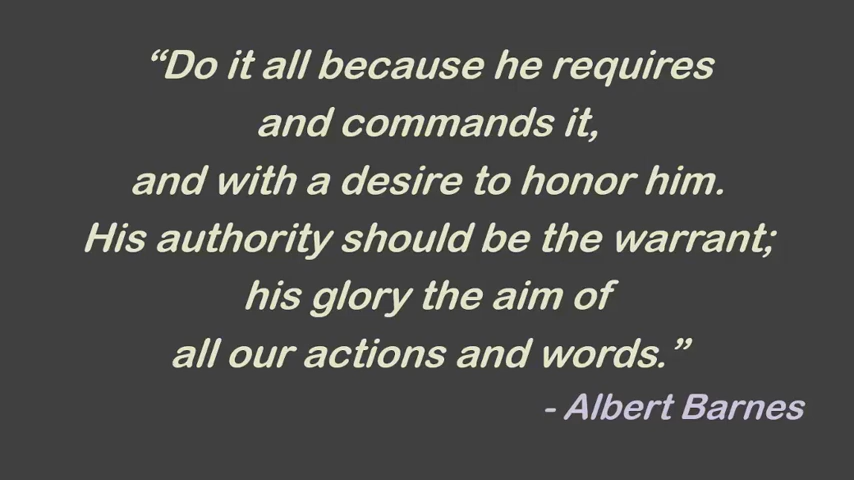 “Do it all because he requires
and commands it,
and with a desire to honor him.
His authority should be the warrant;
his glory the aim of
all our actions and words.”
- Albert Barnes